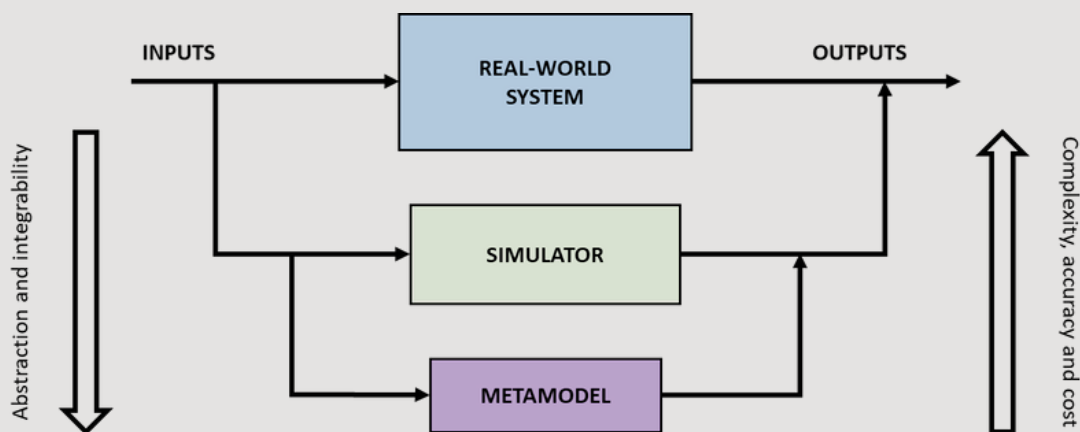 INPUTS
OUTPUTS
REAL-WORLD
SYSTEM
Abstraction and integrability
Complexity, accuracy and cost
SIMULATOR
METAMODEL